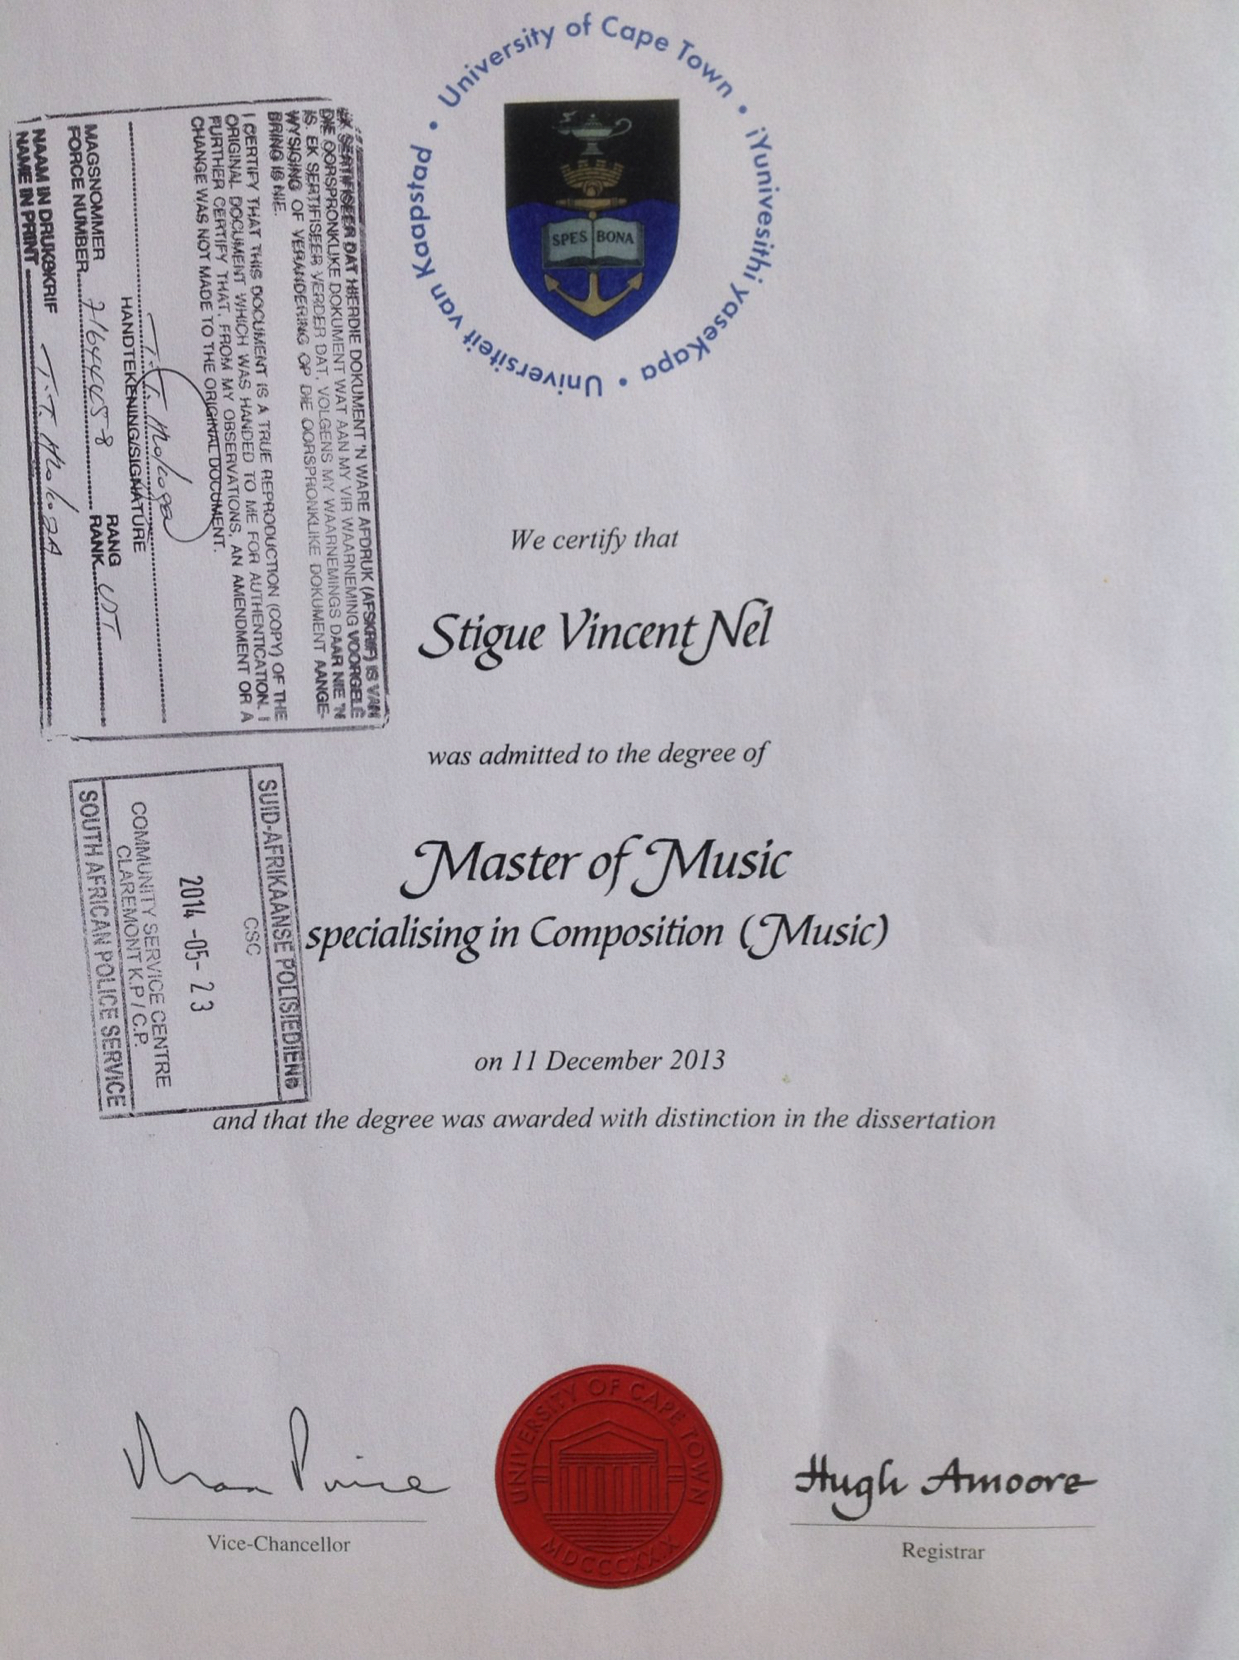 University of Cape Town • iYunivesithi yaseKapa • Universiteit van Kaapstad •
SPES BONA
EK SERTIFISEER DAT HIERDIE DOKUMENT 'N WARE AFDRUK (AFSKRIF) IS VAN
DIE OORSPRONKLIKE DOKUMENT WAT AAN MY VIR WAARNEMING VOORGELÊ
IS. EK SERTIFISEER VERDER DAT, VOLGENS MY WAARNEMINGS DAAR NIE 'N
WYSIGING OF VERANDERING OP DIE OORSPRONKLIKE DOKUMENT AANGE-
BRING IS NIE.
I CERTIFY THAT THIS DOCUMENT IS A TRUE REPRODUCTION (COPY) OF THE
ORIGINAL DOCUMENT WHICH WAS HANDED TO ME FOR AUTHENTICATION. I
FURTHER CERTIFY THAT, FROM MY OBSERVATIONS, AN AMENDMENT OR A
CHANGE WAS NOT MADE TO THE ORIGINAL DOCUMENT.
HANDTEKENING/SIGNATURE
MAGSNOMMER RANG
FORCE NUMBER RANK
NAAM IN DRUKSKRIF
NAME IN PRINT
We certify that
Stigue Vincent Nel
was admitted to the degree of
Master of Music
specialising in Composition (Music)
on 11 December 2013
and that the degree was awarded with distinction in the dissertation
SUID-AFRIKAANSE POLISIEDIENS
CSC
2014-05-23
COMMUNITY SERVICE CENTRE
CLAREMONT K.P / C.P.
SOUTH AFRICAN POLICE SERVICE
UNIVERSITY OF CAPE TOWN
MDCCCXXX
Hugh Amoore
Vice-Chancellor
Registrar